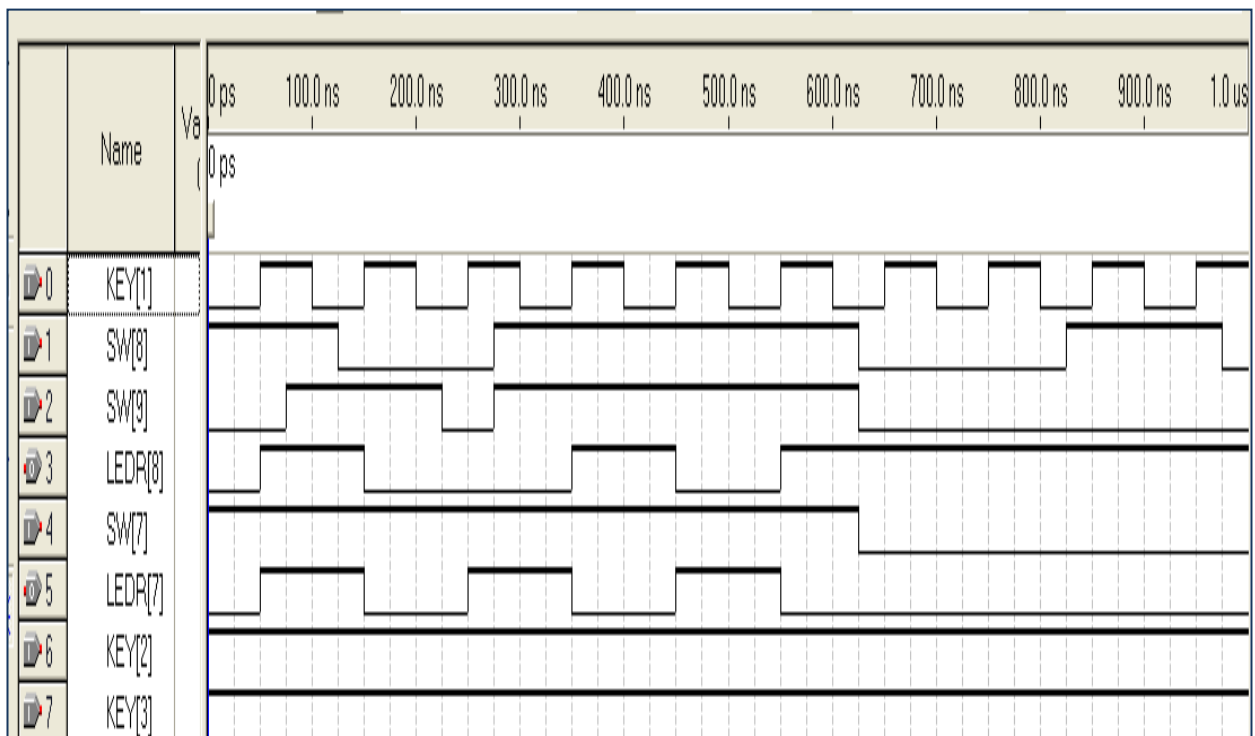 0 ps 100.0 ns 200.0 ns 300.0 ns 400.0 ns 500.0 ns 600.0 ns 700.0 ns 800.0 ns 900.0 ns 1.0 us
Name Va
0 ps
0 KEY[1]
1 SW[8]
2 SW[9]
3 LEDR[8]
4 SW[7]
5 LEDR[7]
6 KEY[2]
7 KEY[3]